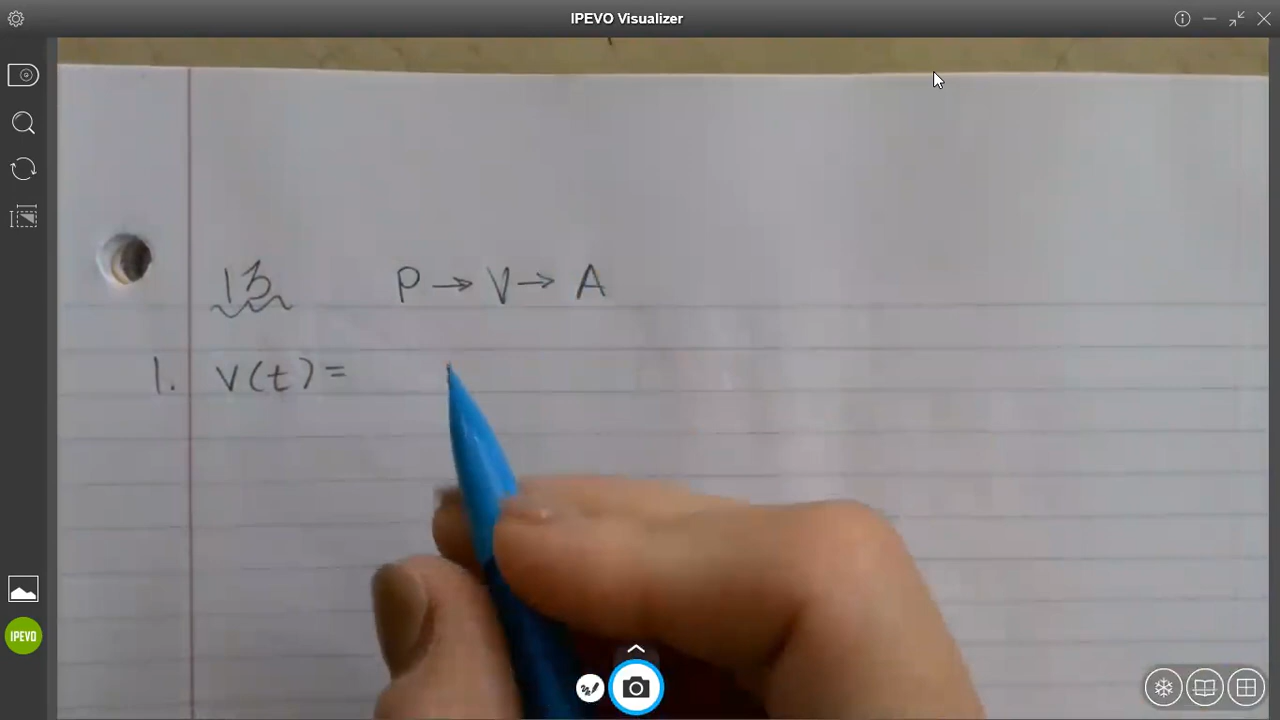 IPEVO Visualizer
13 P → V → A
1. V(t) =
IPEVO